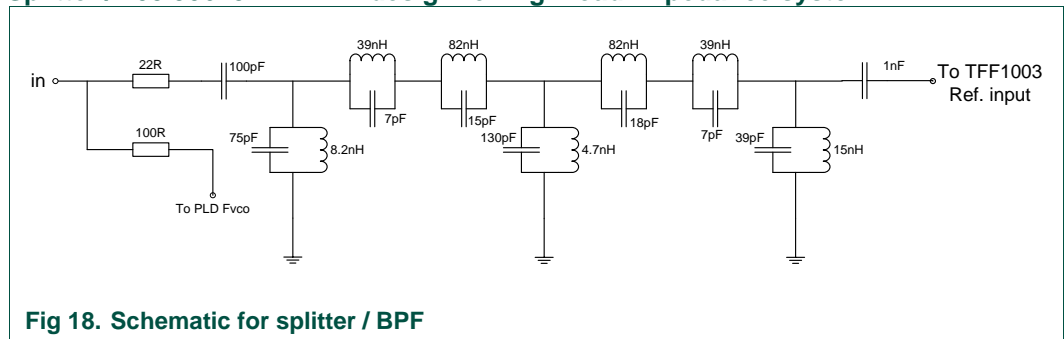 39nH
82nH
82nH
39nH
22R
100pF
1nF
in
To TFF1003
Ref. input
7pF
15pF
18pF
7pF
100R
75pF
8.2nH
130pF
4.7nH
39pF
15nH
To PLD Fvco
Fig 18. Schematic for splitter / BPF